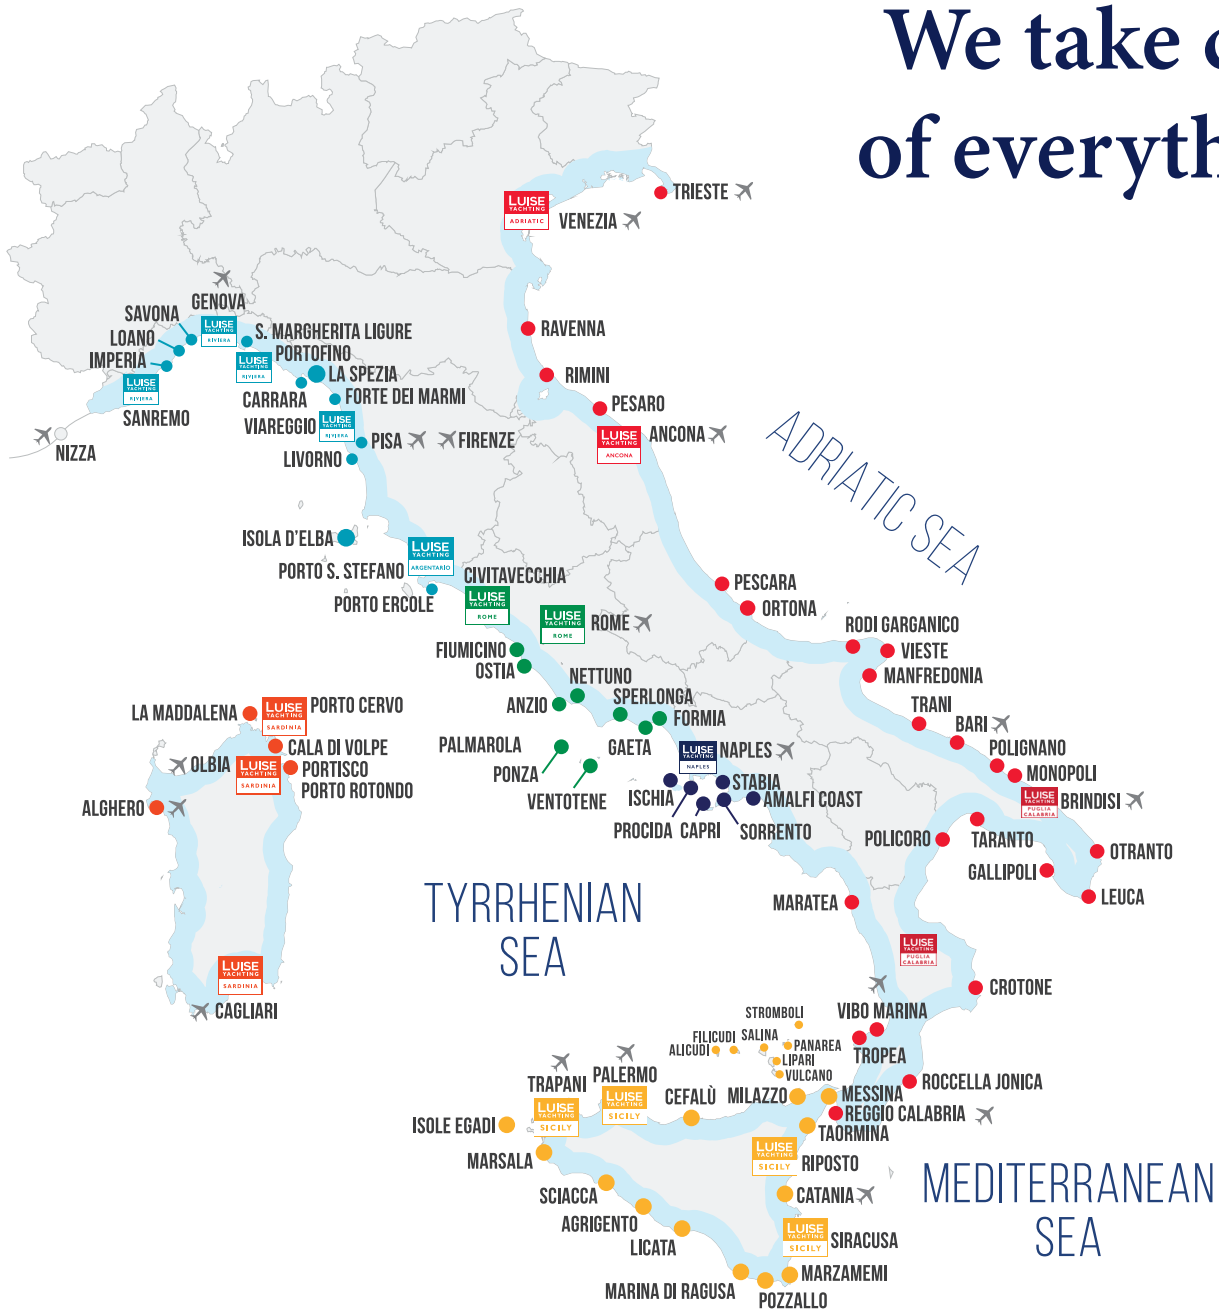 We take c
of everyth
TRIESTE
LUISE
YACHTING
ADRIATIC
VENEZIA
GENOVA
SAVONA
LUISE
YACHTING
RIVIERA
S. MARGHERITA LIGURE
LOANO
PORTOFINO
IMPERIA
LUISE
YACHTING
RIVIERA
LA SPEZIA
LUISE
YACHTING
RIVIERA
CARRARA
FORTE DEI MARMI
SANREMO
VIAREGGIO
LUISE
YACHTING
RIVIERA
PISA
FIRENZE
NIZZA
LIVORNO
RAVENNA
RIMINI
PESARO
LUISE
YACHTING
ANCONA
ANCONA
ADRIATIC SEA
ISOLA D'ELBA
LUISE
YACHTING
ARGENTARIO
PORTO S. STEFANO
CIVITAVECCHIA
PORTO ERCOLE
LUISE
YACHTING
ROME
LUISE
YACHTING
ROME
ROME
PESCARA
ORTONA
RODI GARGANICO
VIESTE
MANFREDONIA
FIUMICINO
OSTIA
NETTUNO
ANZIO
SPERLONGA
FORMIA
GAETA
PALMAROLA
PONZA
VENTOTENE
TRANI
BARI
POLIGNANO
MONOPOLI
LUISE
YACHTING
PUGLIA
CALABRIA
BRINDISI
LA MADDALENA
LUISE
YACHTING
SARDINIA
PORTO CERVO
CALA DI VOLPE
OLBIA
LUISE
YACHTING
SARDINIA
PORTISCO
PORTO ROTONDO
ALGHERO
LUISE
YACHTING
NAPLES
NAPLES
STABIA
ISCHIA
AMALFI COAST
PROCIDA
CAPRI
SORRENTO
POLICORO
TARANTO
OTRANTO
GALLIPOLI
LEUCA
MARATEA
TYRRHENIAN
SEA
LUISE
YACHTING
PUGLIA
CALABRIA
LUISE
YACHTING
SARDINIA
CAGLIARI
CROTONE
VIBO MARINA
TROPEA
STROMBOLI
FILICUDI
SALINA
ALICUDI
PANAREA
LIPARI
VULCANO
ROCCELLA JONICA
TRAPANI
PALERMO
CEFALÙ
MILAZZO
MESSINA
REGGIO CALABRIA
LUISE
YACHTING
SICILY
LUISE
YACHTING
SICILY
ISOLE EGADI
TAORMINA
MARSALA
LUISE
YACHTING
SICILY
RIPOSTO
SCIACCA
CATANIA
AGRIGENTO
LICATA
LUISE
YACHTING
SICILY
SIRACUSA
MARINA DI RAGUSA
MARZAMEMI
POZZALLO
MEDITERRANEAN
SEA